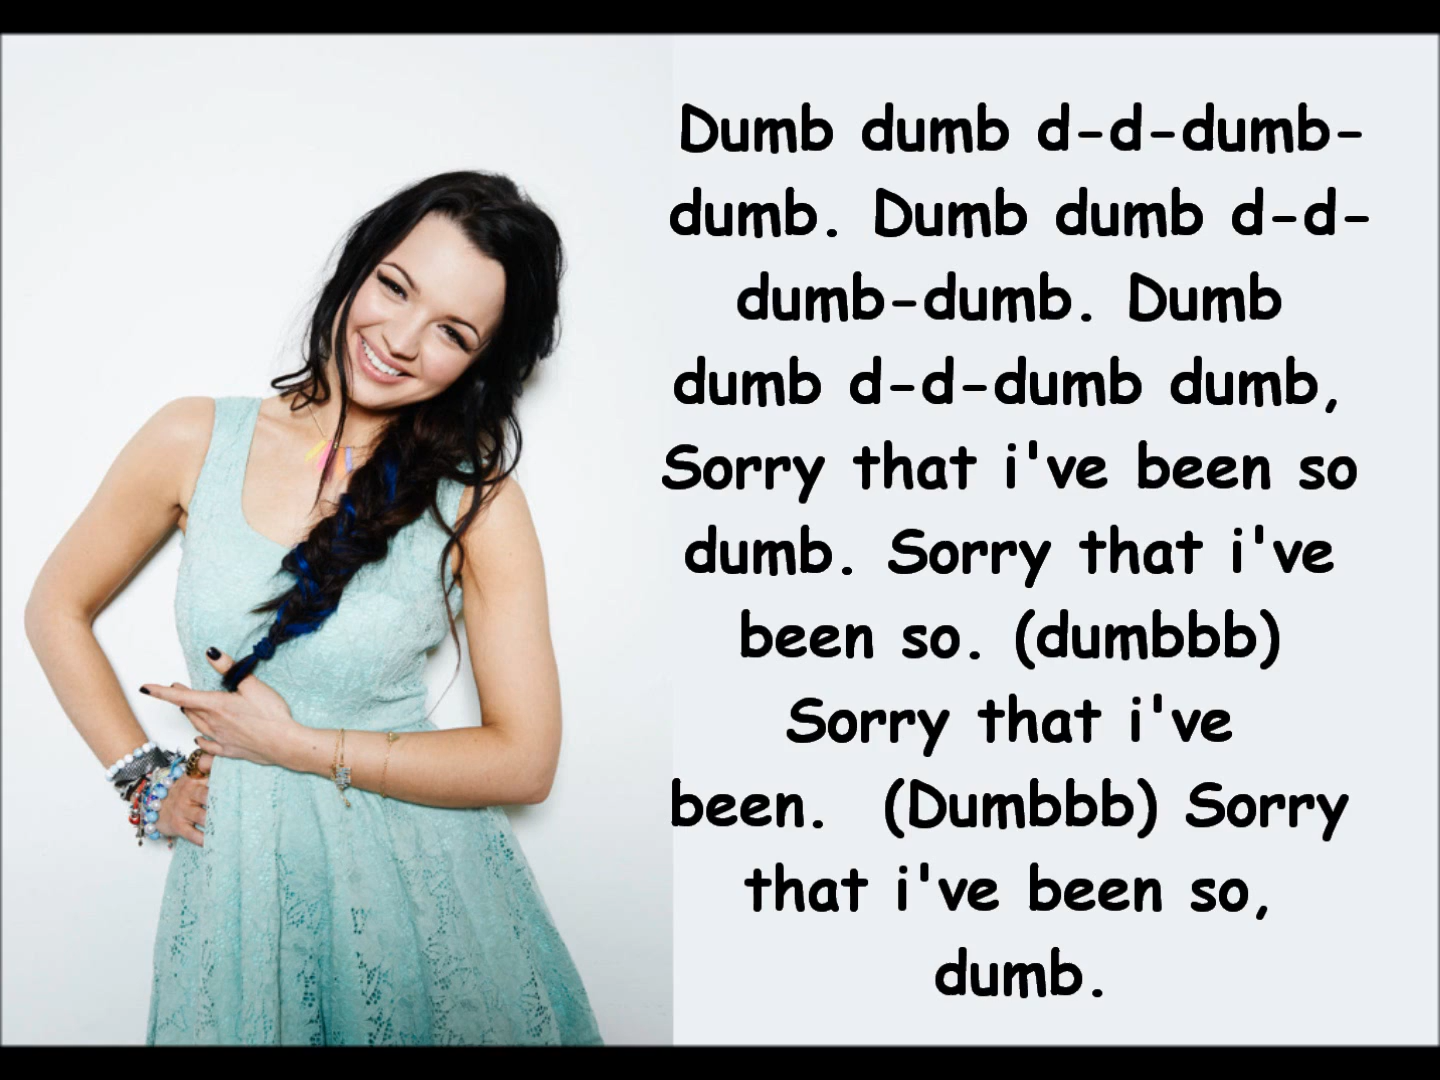 Dumb dumb d-d-dumb-
dumb. Dumb dumb d-d-
dumb-dumb. Dumb
dumb d-d-dumb dumb,
Sorry that i've been so
dumb. Sorry that i've
been so. (dumbbb)
Sorry that i've
been.  (Dumbbb) Sorry
that i've been so,
dumb.